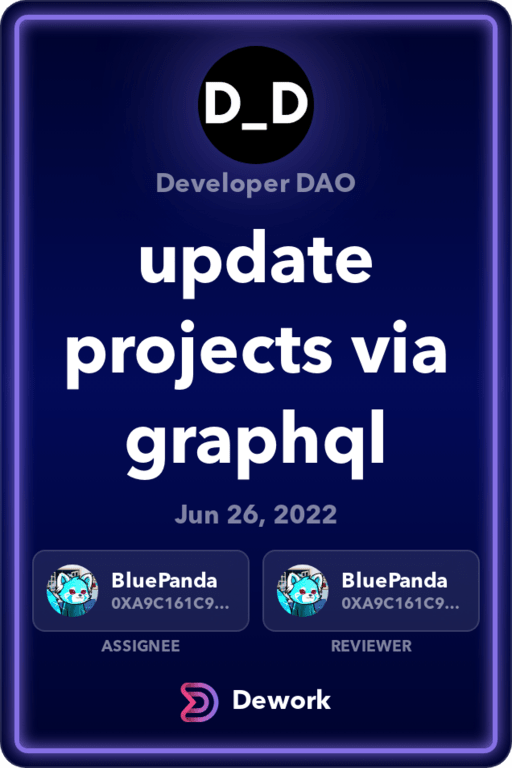 D_D
Developer DAO
update
projects via
graphql
Jun 26, 2022
BluePanda
0XA9C161C9...
ASSIGNEE
BluePanda
0XA9C161C9...
REVIEWER
Dework